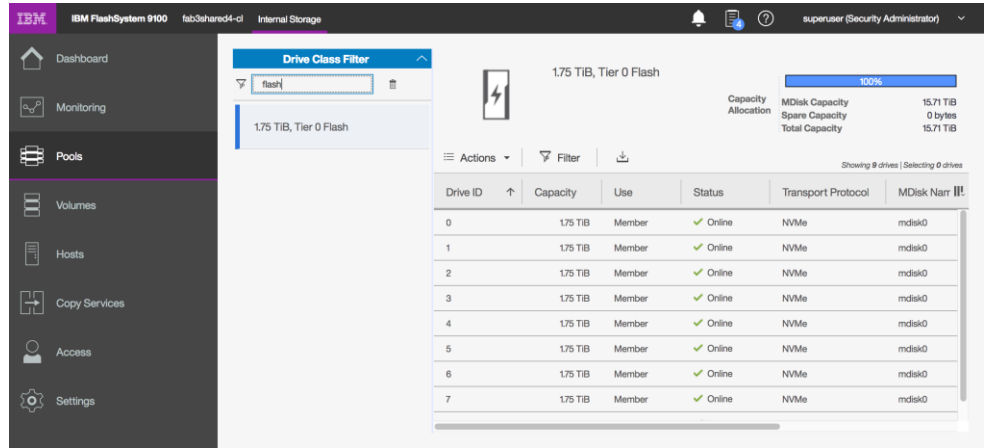 IBM IBM FlashSystem 9100 fab3shared4-cl Internal Storage 4 ? superuser (Security Administrator)
Dashboard
Monitoring
Pools
Volumes
Hosts
Copy Services
Access
Settings
Drive Class Filter
flash
1.75 TiB, Tier 0 Flash
1.75 TiB, Tier 0 Flash
Capacity
Allocation
100%
MDisk Capacity 15.71 TiB
Spare Capacity 0 bytes
Total Capacity 15.71 TiB
Actions Filter
Showing 9 drives | Selecting 0 drives
Drive ID Capacity Use Status Transport Protocol MDisk Nam
0 1.75 TiB Member Online NVMe mdisk0
1 1.75 TiB Member Online NVMe mdisk0
2 1.75 TiB Member Online NVMe mdisk0
3 1.75 TiB Member Online NVMe mdisk0
4 1.75 TiB Member Online NVMe mdisk0
5 1.75 TiB Member Online NVMe mdisk0
6 1.75 TiB Member Online NVMe mdisk0
7 1.75 TiB Member Online NVMe mdisk0